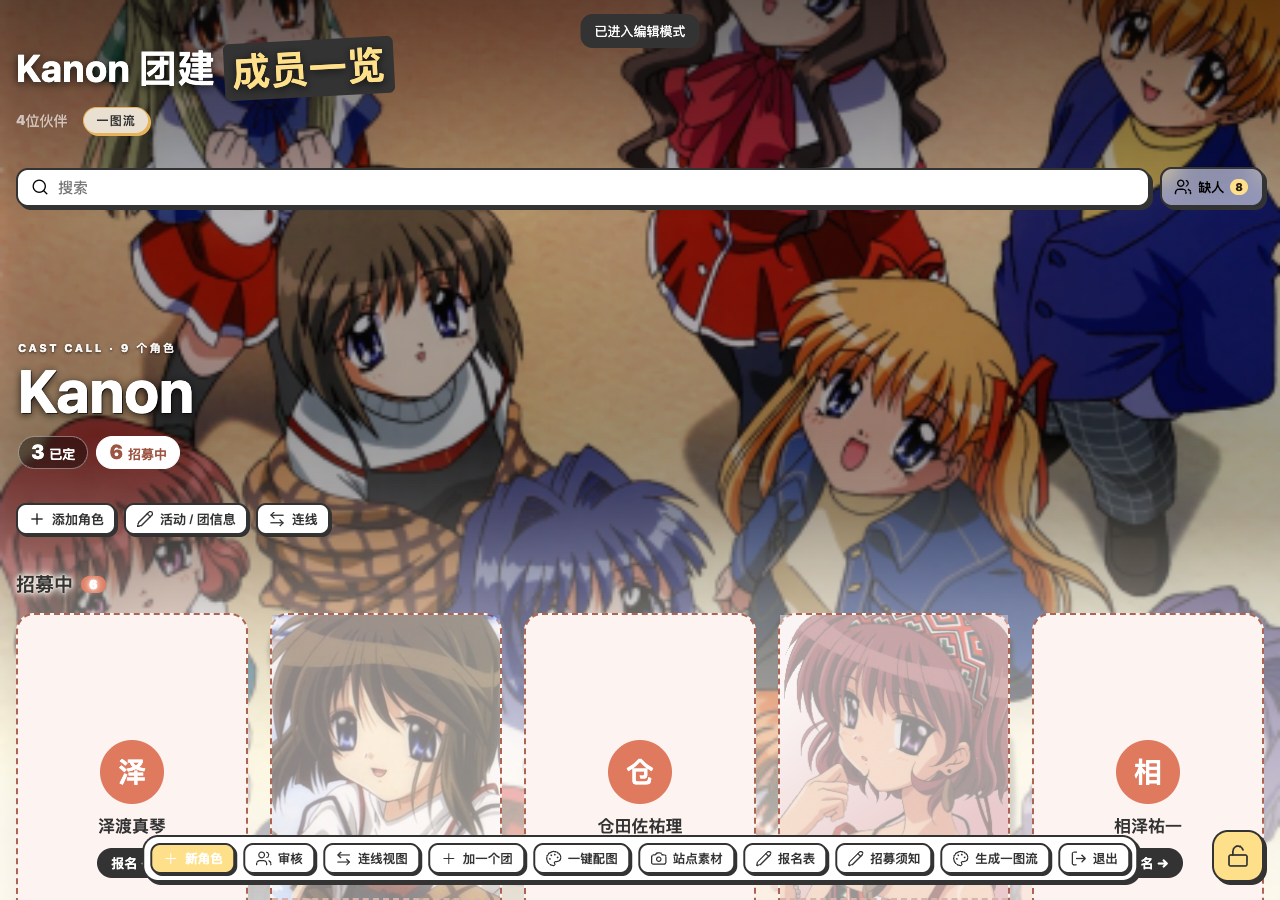 已进入编辑模式
Kanon 团建 成员一览
4位伙伴 一图流
搜索
缺人 8
CAST CALL · 9 个角色
Kanon
3 已定 6 招募中
添加角色 活动 / 团信息 连线
招募中 6
泽 仓 相
泽渡真琴 仓田佐祐理 相泽祐一
报名 名 →
新角色 审核 连线视图 加一个团 一键配图 站点素材 报名表 招募须知 生成一图流 退出